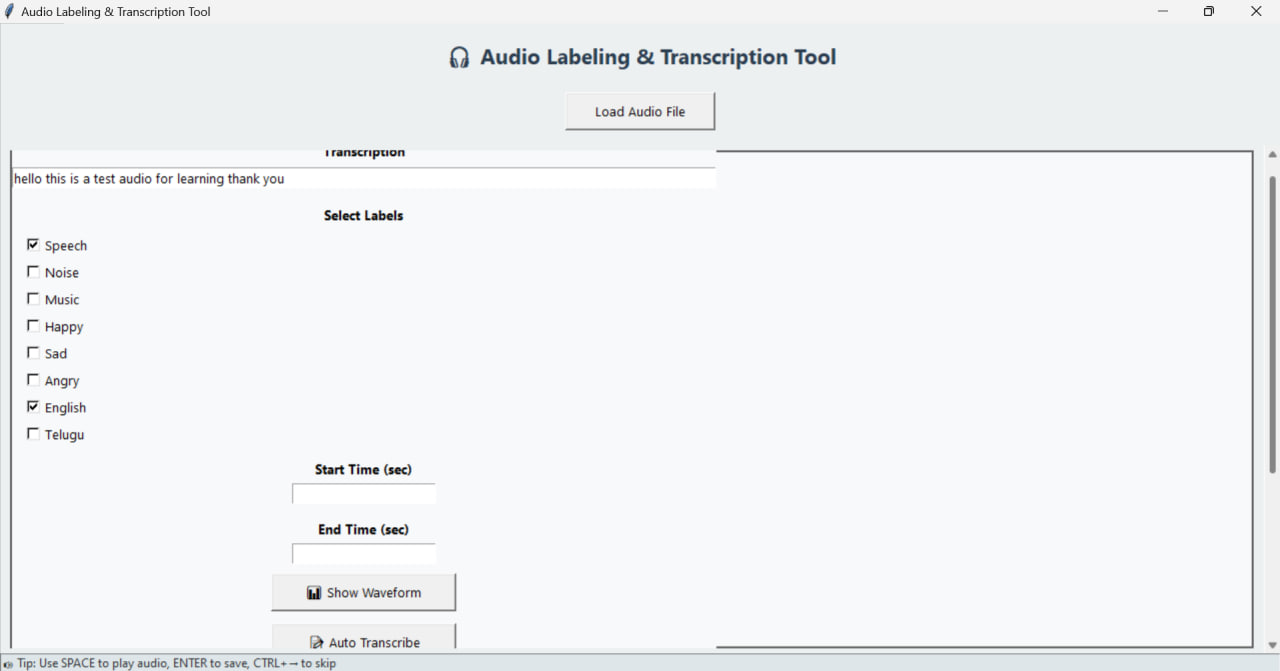 Audio Labeling & Transcription Tool
Audio Labeling & Transcription Tool
Load Audio File
Transcription
hello this is a test audio for learning thank you
Select Labels
Speech
Noise
Music
Happy
Sad
Angry
English
Telugu
Start Time (sec)
End Time (sec)
Show Waveform
Auto Transcribe
Tip: Use SPACE to play audio, ENTER to save, CTRL+→ to skip